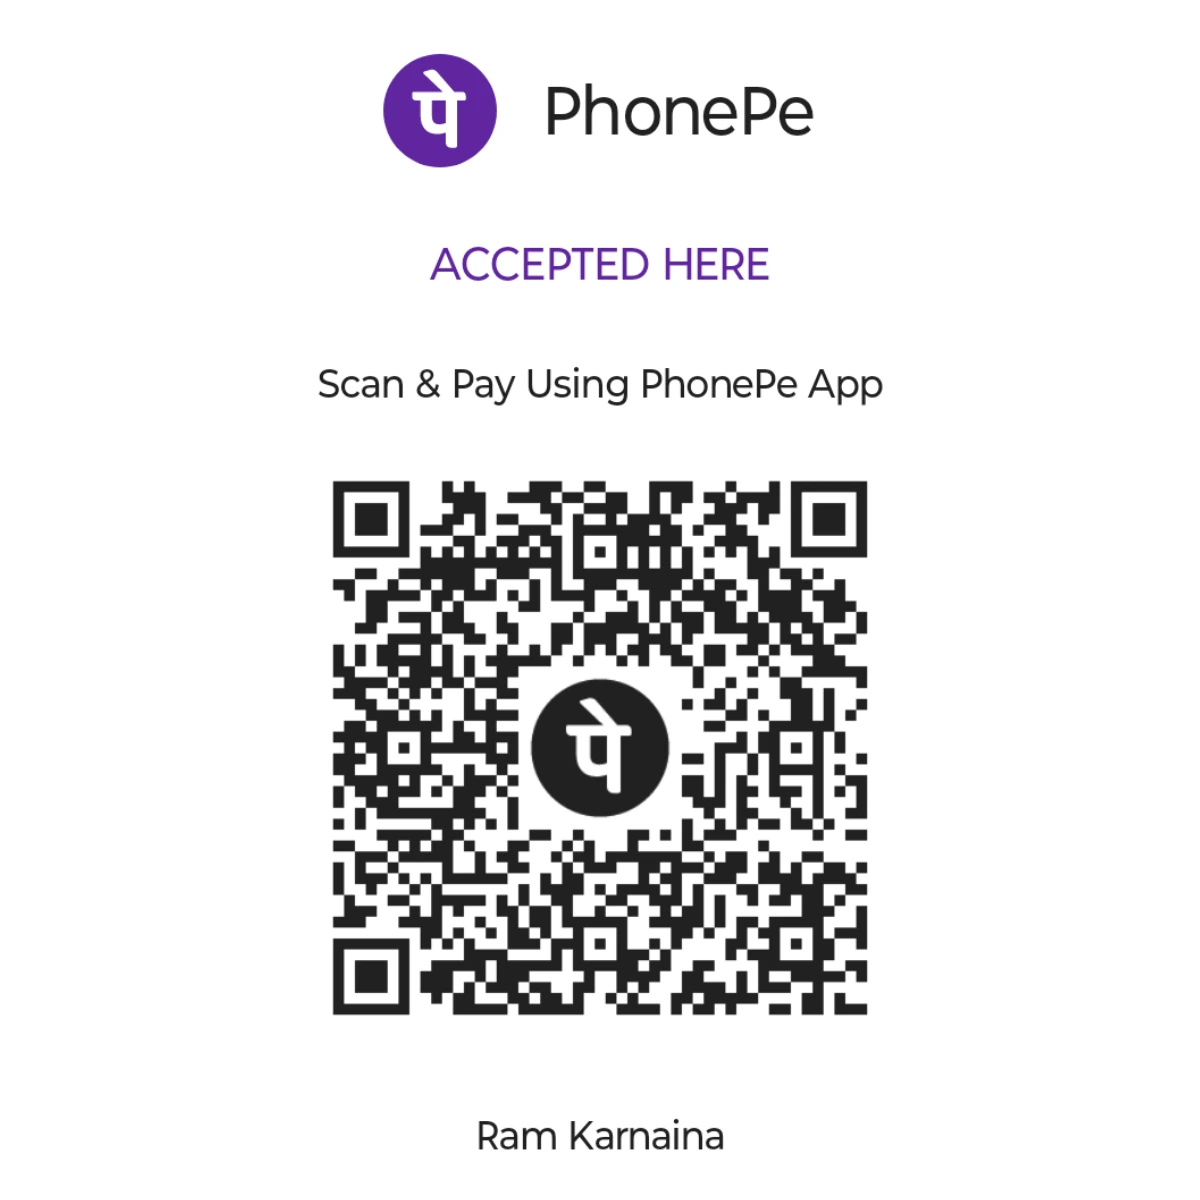 पे PhonePe
ACCEPTED HERE
Scan & Pay Using PhonePe App
पे
Ram Karnaina